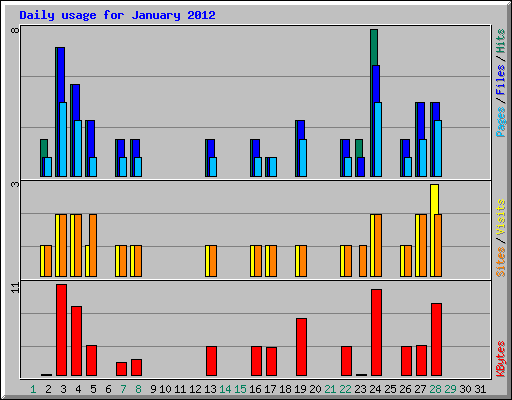 Daily usage for January 2012
8
Pages / Files / Hits
3
Sites / Visits
11
KBytes
1 2 3 4 5 6 7 8 9 10 11 12 13 14 15 16 17 18 19 20 21 22 23 24 25 26 27 28 29 30 31